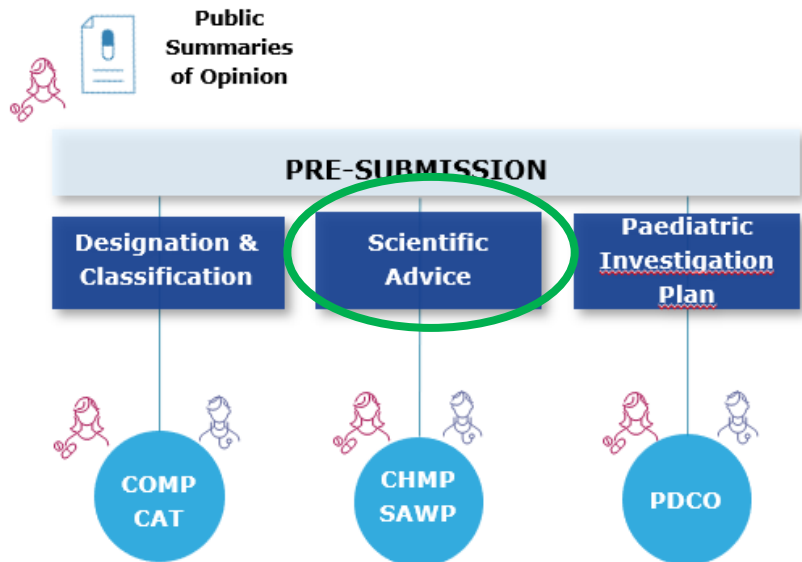 Public
Summaries
of Opinion
PRE-SUBMISSION
Designation &
Classification
Scientific
Advice
Paediatric
Investigation
Plan
COMP
CAT
CHMP
SAWP
PDCO